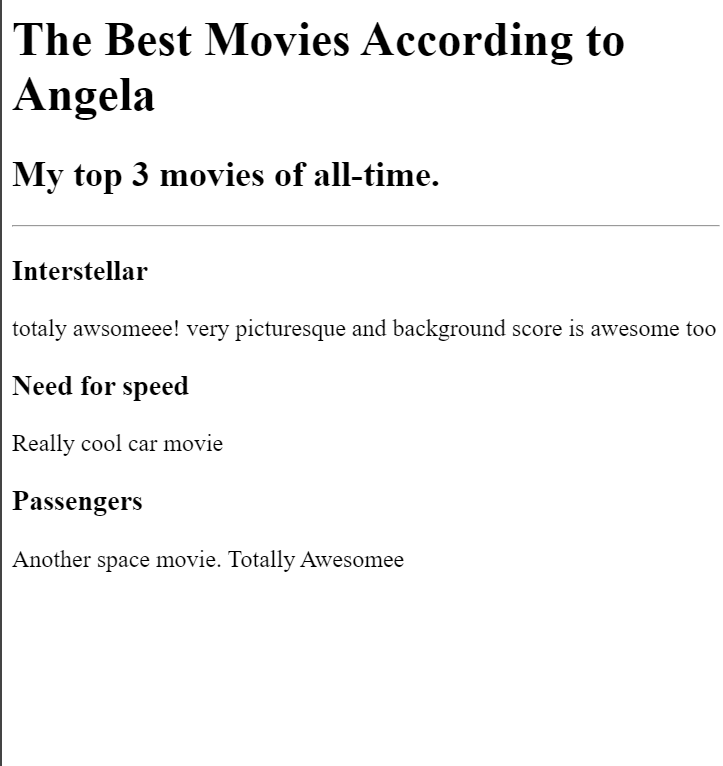 The Best Movies According to
Angela
My top 3 movies of all-time.
Interstellar
totaly awsomeee! very picturesque and background score is awesome too
Need for speed
Really cool car movie
Passengers
Another space movie. Totally Awesomee